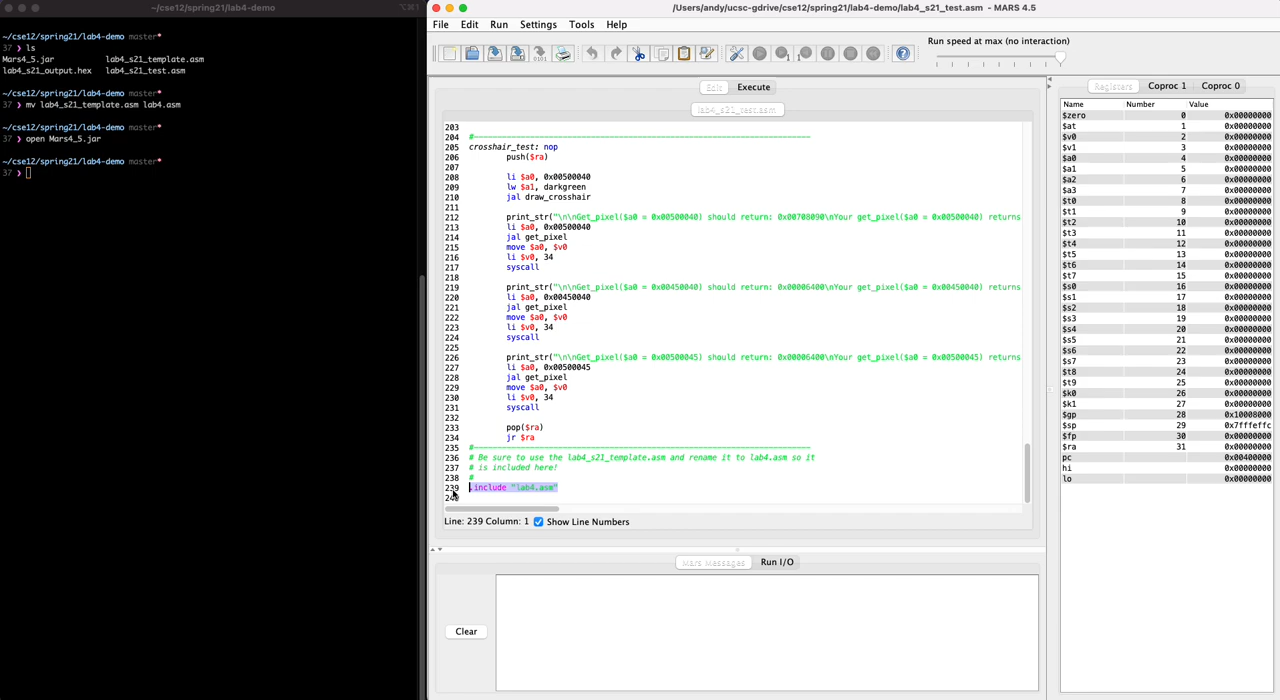 ~/cse12/spring21/lab4-demo
⌥⌘1
~/cse12/spring21/lab4-demo master*
37 ❯ ls
Mars4_5.jar lab4_s21_template.asm
lab4_s21_output.hex lab4_s21_test.asm
~/cse12/spring21/lab4-demo master*
37 ❯ mv lab4_s21_template.asm lab4.asm
~/cse12/spring21/lab4-demo master*
37 ❯ open Mars4_5.jar
~/cse12/spring21/lab4-demo master*
37 ❯
/Users/andy/ucsc-gdrive/cse12/spring21/lab4-demo/lab4_s21_test.asm - MARS 4.5
File Edit Run Settings Tools Help
Run speed at max (no interaction)
Edit Execute
lab4_s21_test.asm
203
204 #------------------------------------------------------------------------
205 crosshair_test: nop
206 push($ra)
207
208 li $a0, 0x00500040
209 lw $a1, darkgreen
210 jal draw_crosshair
211
212 print_str("\n\nGet_pixel($a0 = 0x00500040) should return: 0x00708090\nYour get_pixel($a0 = 0x00500040) returns
213 li $a0, 0x00500040
214 jal get_pixel
215 move $a0, $v0
216 li $v0, 34
217 syscall
218
219 print_str("\n\nGet_pixel($a0 = 0x00450040) should return: 0x00006400\nYour get_pixel($a0 = 0x00450040) returns
220 li $a0, 0x00450040
221 jal get_pixel
222 move $a0, $v0
223 li $v0, 34
224 syscall
225
226 print_str("\n\nGet_pixel($a0 = 0x00500045) should return: 0x00006400\nYour get_pixel($a0 = 0x00500045) returns
227 li $a0, 0x00500045
228 jal get_pixel
229 move $a0, $v0
230 li $v0, 34
231 syscall
232
233 pop($ra)
234 jr $ra
235 #------------------------------------------------------------------------
236 # Be sure to use the lab4_s21_template.asm and rename it to lab4.asm so it
237 # is included here!
238 #
239 .include "lab4.asm"
240
Line: 239 Column: 1 Show Line Numbers
Mars Messages Run I/O
Clear
Registers Coproc 1 Coproc 0
Name Number Value
$zero 0 0x00000000
$at 1 0x00000000
$v0 2 0x00000000
$v1 3 0x00000000
$a0 4 0x00000000
$a1 5 0x00000000
$a2 6 0x00000000
$a3 7 0x00000000
$t0 8 0x00000000
$t1 9 0x00000000
$t2 10 0x00000000
$t3 11 0x00000000
$t4 12 0x00000000
$t5 13 0x00000000
$t6 14 0x00000000
$t7 15 0x00000000
$s0 16 0x00000000
$s1 17 0x00000000
$s2 18 0x00000000
$s3 19 0x00000000
$s4 20 0x00000000
$s5 21 0x00000000
$s6 22 0x00000000
$s7 23 0x00000000
$t8 24 0x00000000
$t9 25 0x00000000
$k0 26 0x00000000
$k1 27 0x00000000
$gp 28 0x10008000
$sp 29 0x7fffeffc
$fp 30 0x00000000
$ra 31 0x00000000
pc 0x00400000
hi 0x00000000
lo 0x00000000